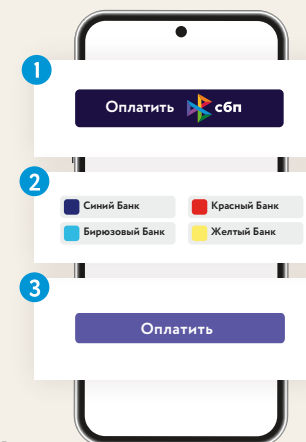 1
Оплатить сбп
2
Синий Банк Красный Банк
Бирюзовый Банк Желтый Банк
3
Оплатить